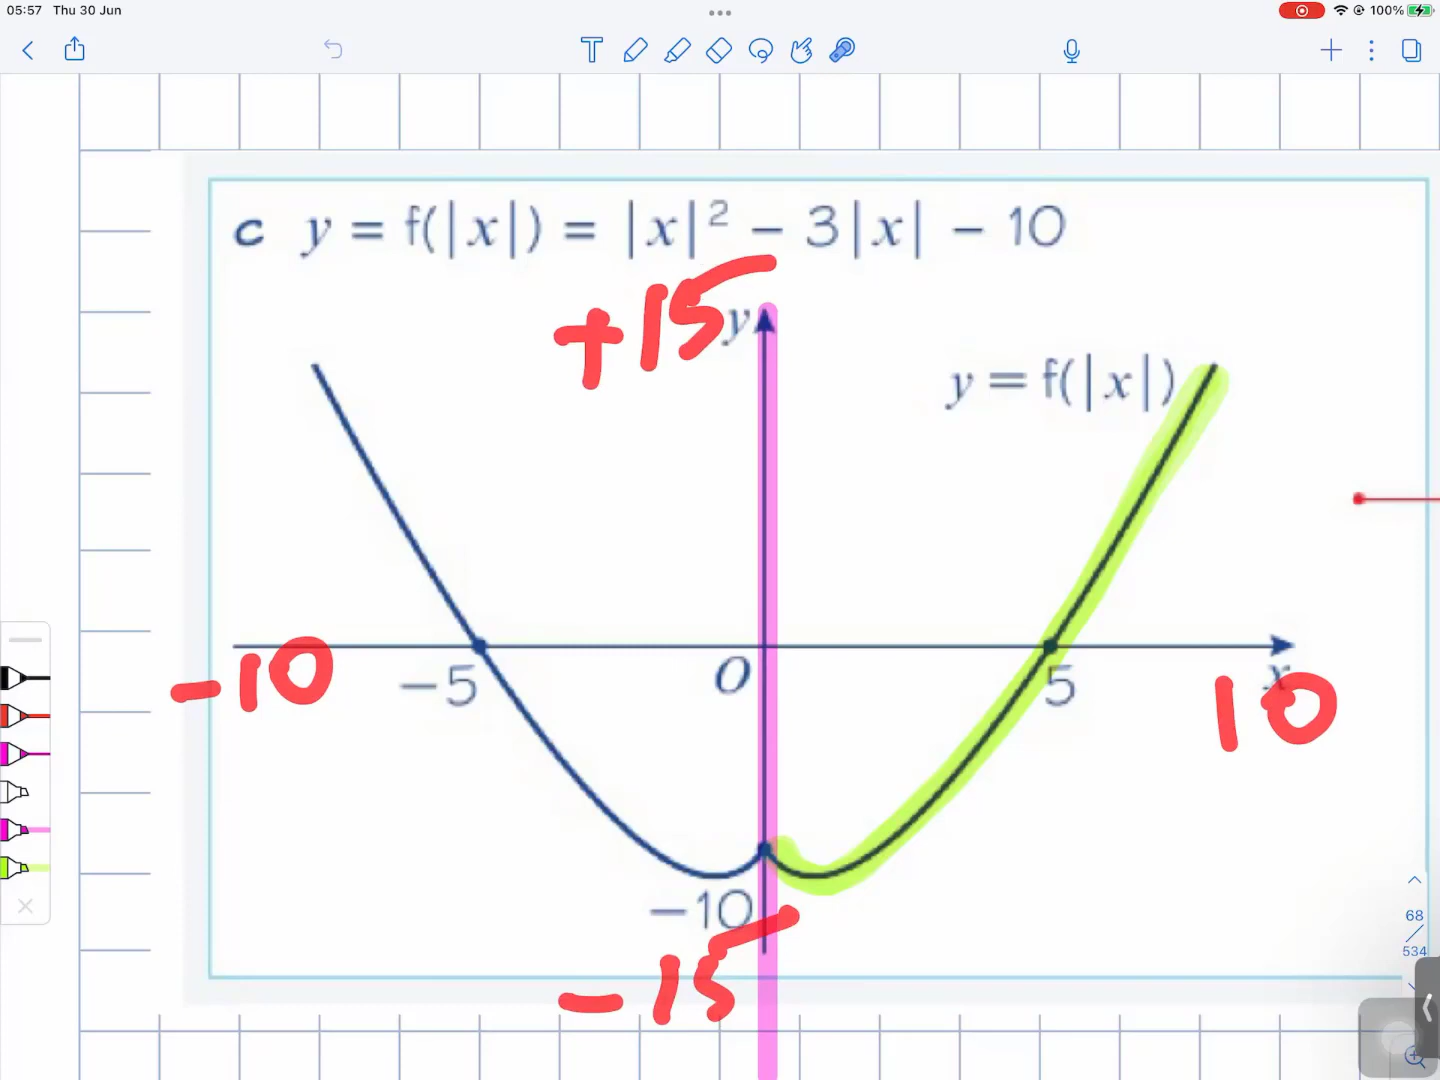 05:57 Thu 30 Jun
100%
T
c y = f(|x|) = |x|² − 3|x| − 10
+15
y
y = f(|x|)
-10
−5
O
5
x
10
−10
-15
68
/
534